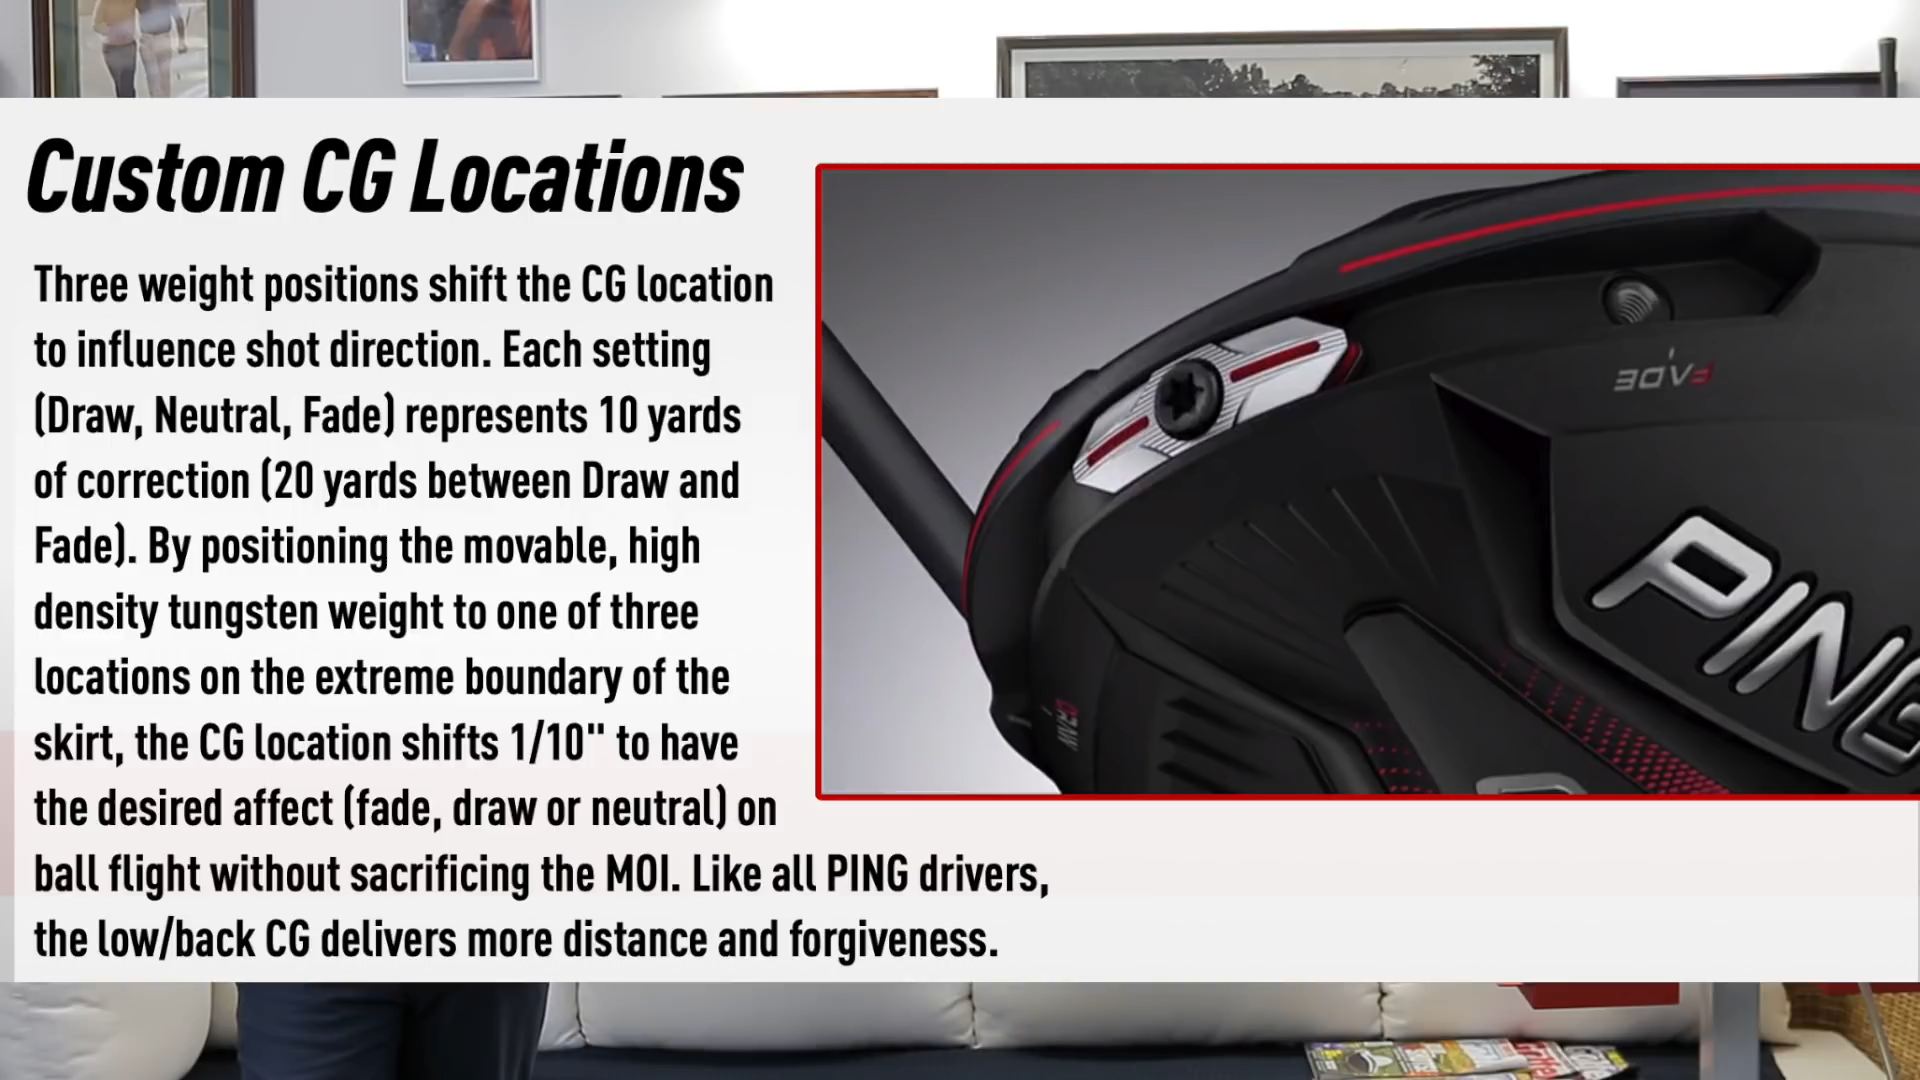 Custom CG Locations
Three weight positions shift the CG location
to influence shot direction. Each setting
(Draw, Neutral, Fade) represents 10 yards
of correction (20 yards between Draw and
Fade). By positioning the movable, high
density tungsten weight to one of three
locations on the extreme boundary of the
skirt, the CG location shifts 1/10" to have
the desired affect (fade, draw or neutral) on
ball flight without sacrificing the MOI. Like all PING drivers,
the low/back CG delivers more distance and forgiveness.
FADE
DRAW
PING